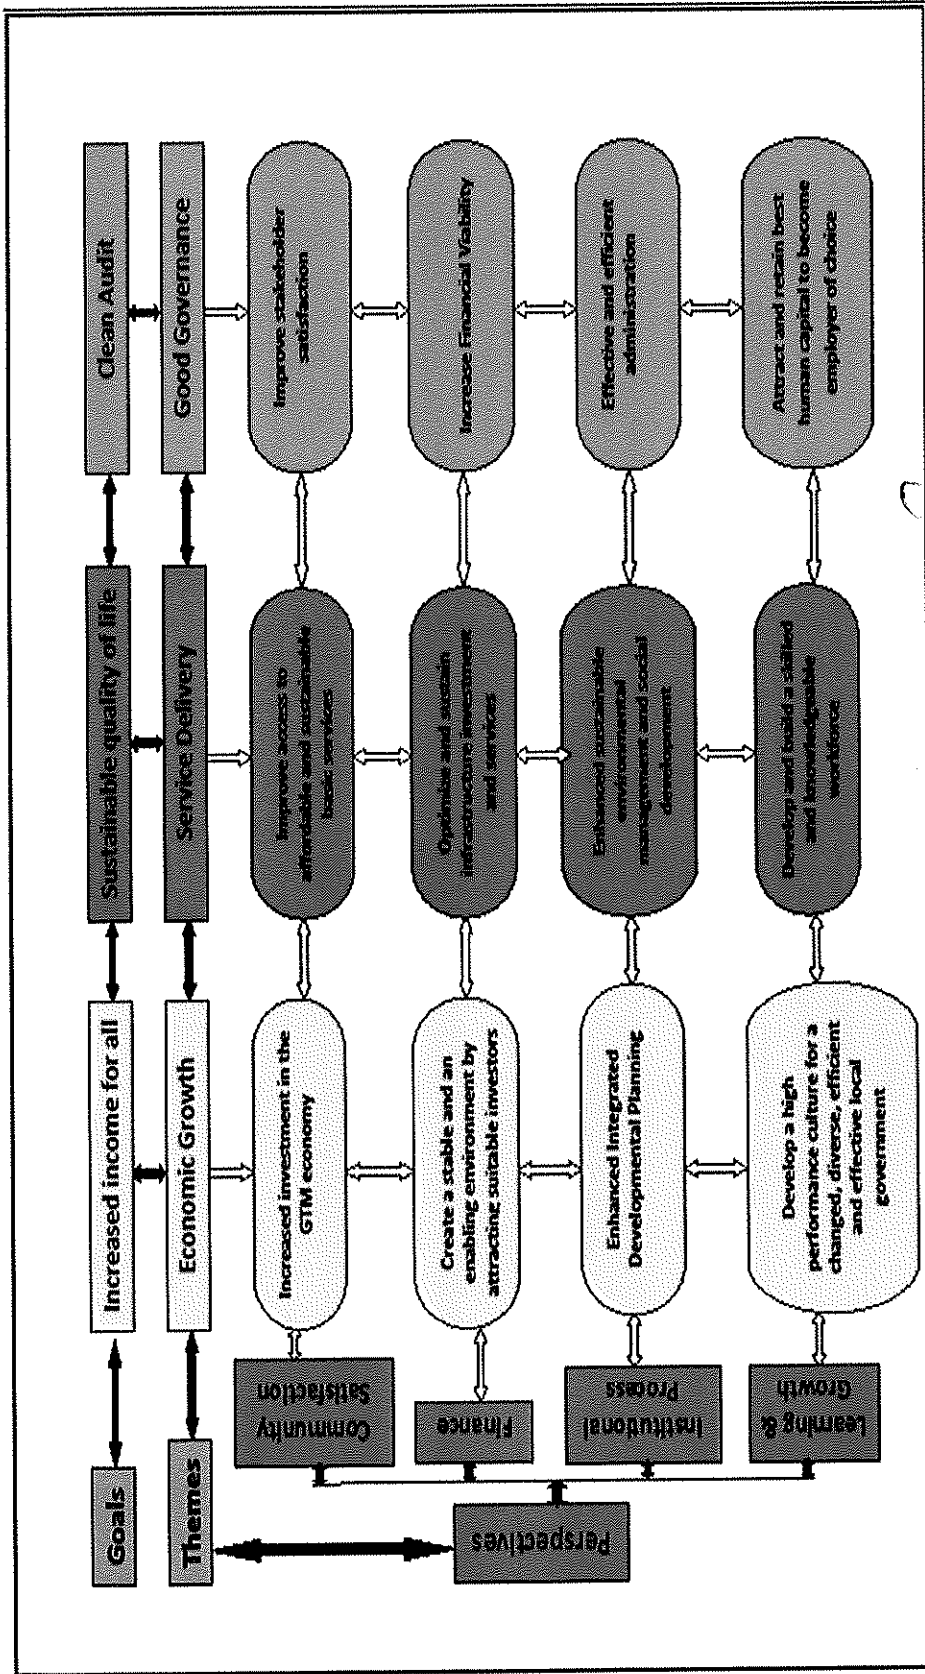 Goals
Increased income for all
Sustainable quality of life
Clean Audit
Themes
Economic Growth
Service Delivery
Good Governance
Perspectives
Community
Satisfaction
Increased investment in the
GTM economy
Improve access to
affordable and sustainable
basic services
Improve stakeholder
satisfaction
Finance
Create a stable and an
enabling environment by
attracting suitable investors
Optimise and sustain
infrastructure investment
and services
Increase Financial Viability
Institutional
Process
Enhanced Integrated
Developmental Planning
Enhanced sustainable
environmental
management and social
development
Effective and efficient
administration
Learning &
Growth
Develop a high
performance culture for a
changed, diverse, efficient
and effective local
government
Develop and build a skilled
and knowledgeable
workforce
Attract and retain best
human capital to become
employer of choice